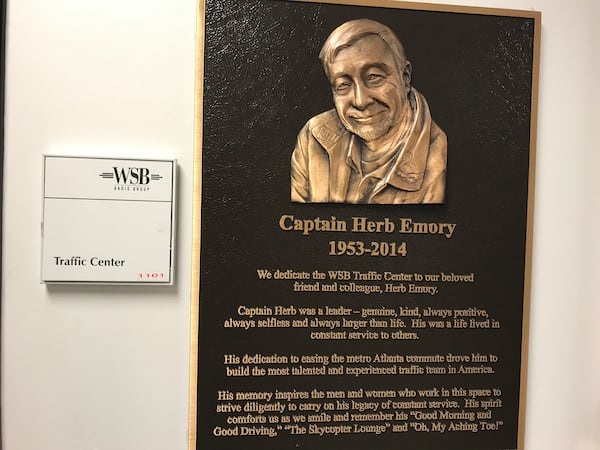 WSB
RADIO GROUP
Traffic Center
1101
Captain Herb Emory
1953-2014
We dedicate the WSB Traffic Center to our beloved
friend and colleague, Herb Emory.
Captain Herb was a leader – genuine, kind, always positive,
always selfless and always larger than life. His was a life lived in
constant service to others.
His dedication to easing the metro Atlanta commute drove him to
build the most talented and experienced traffic team in America.
His memory inspires the men and women who work in this space to
strive diligently to carry on his legacy of constant service. His spirit
comforts us as we smile and remember his "Good Morning and
Good Driving," "The Skycopter Lounge" and "Oh, My Aching Toe!"